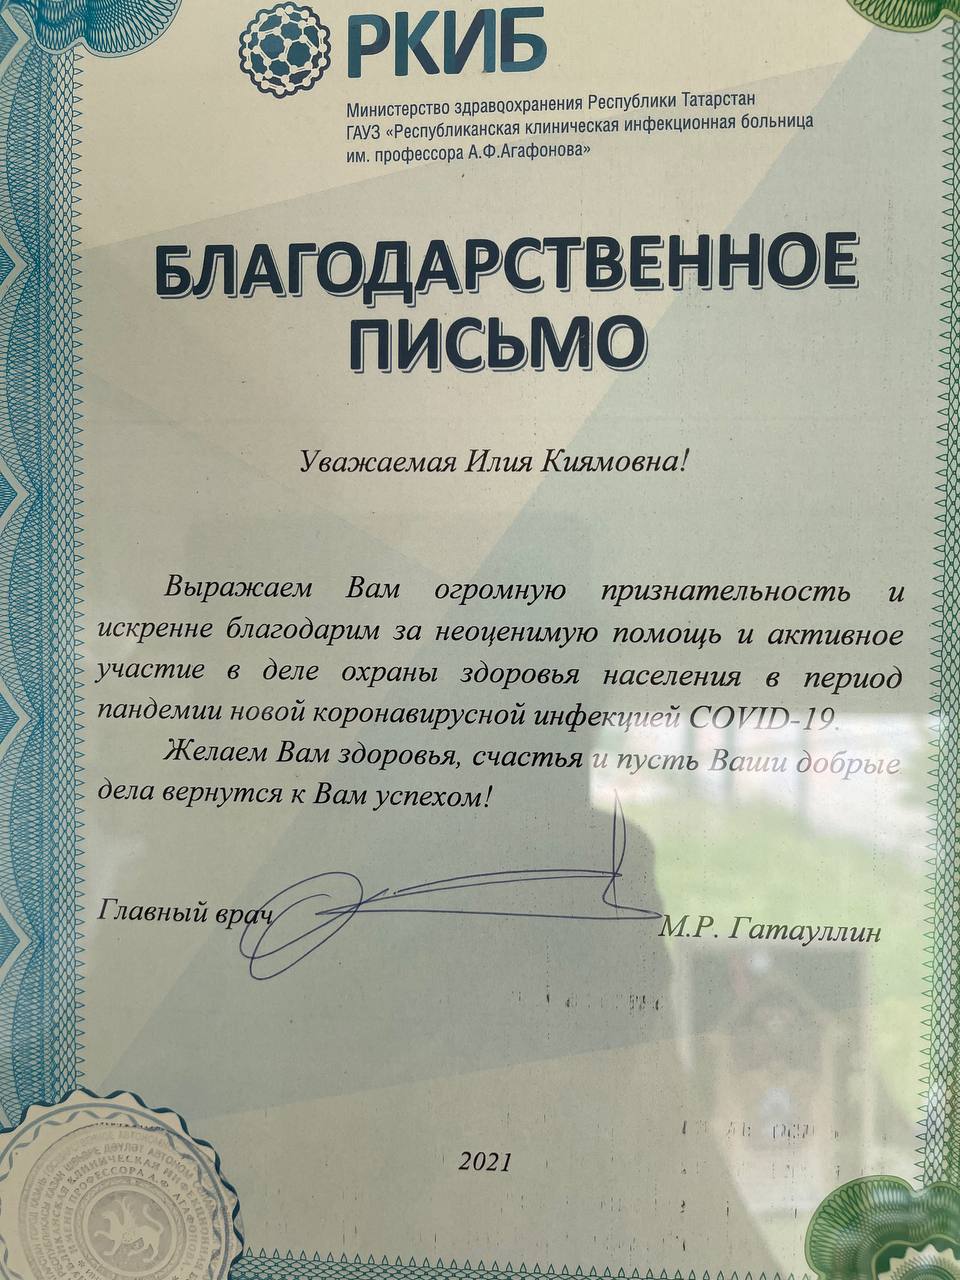 РКИБ
Министерство здравоохранения Республики Татарстан
ГАУЗ «Республиканская клиническая инфекционная больница
им. профессора А.Ф.Агафонова»
БЛАГОДАРСТВЕННОЕ
ПИСЬМО
Уважаемая Илия Киямовна!
Выражаем Вам огромную признательность и
искренне благодарим за неоценимую помощь и активное
участие в деле охраны здоровья населения в период
пандемии новой коронавирусной инфекцией COVID-19.
Желаем Вам здоровья, счастья и пусть Ваши добрые
дела вернутся к Вам успехом!
Главный врач
М.Р. Гатауллин
2021